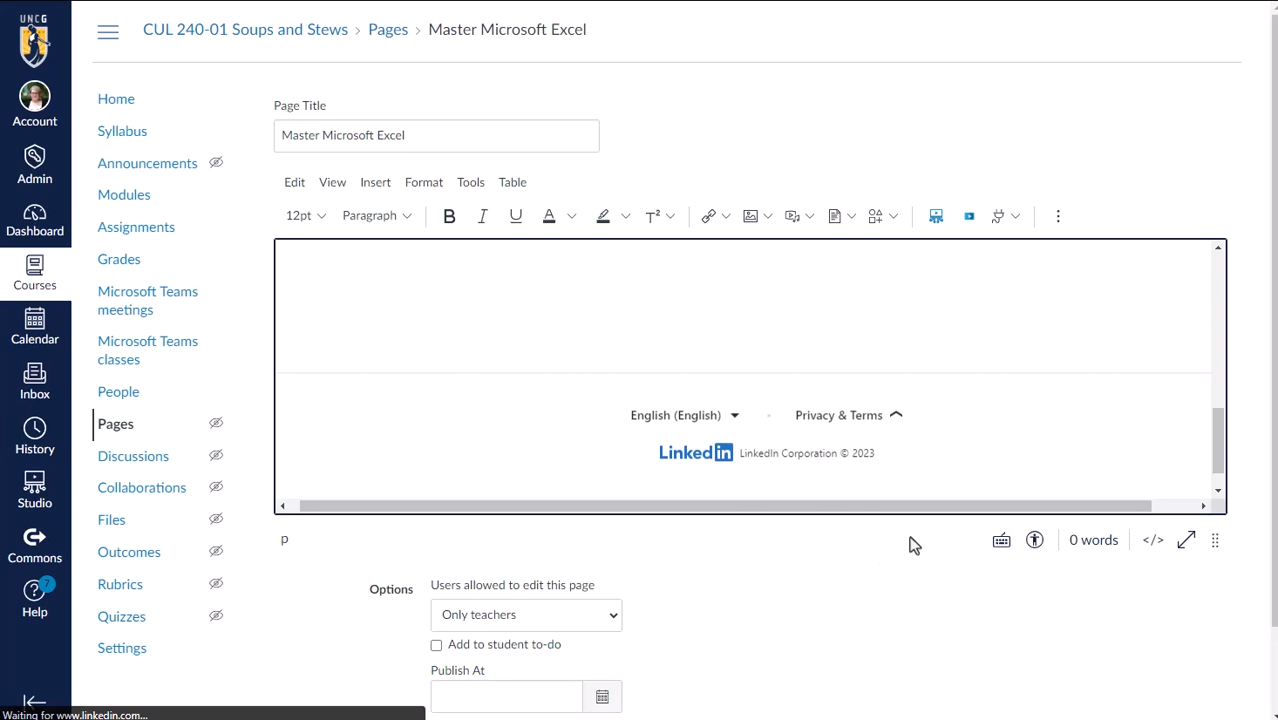 UNCG
CUL 240-01 Soups and Stews > Pages > Master Microsoft Excel
Account
Admin
Dashboard
Courses
Calendar
Inbox
History
Studio
Commons
7
Help
Home
Syllabus
Announcements
Modules
Assignments
Grades
Microsoft Teams
meetings
Microsoft Teams
classes
People
Pages
Discussions
Collaborations
Files
Outcomes
Rubrics
Quizzes
Settings
Page Title
Master Microsoft Excel
Edit View Insert Format Tools Table
12pt Paragraph B I U A T²
English (English) Privacy & Terms
Linked in LinkedIn Corporation © 2023
p 0 words </>
Options Users allowed to edit this page
Only teachers
Add to student to-do
Publish At
Waiting for www.linkedin.com...